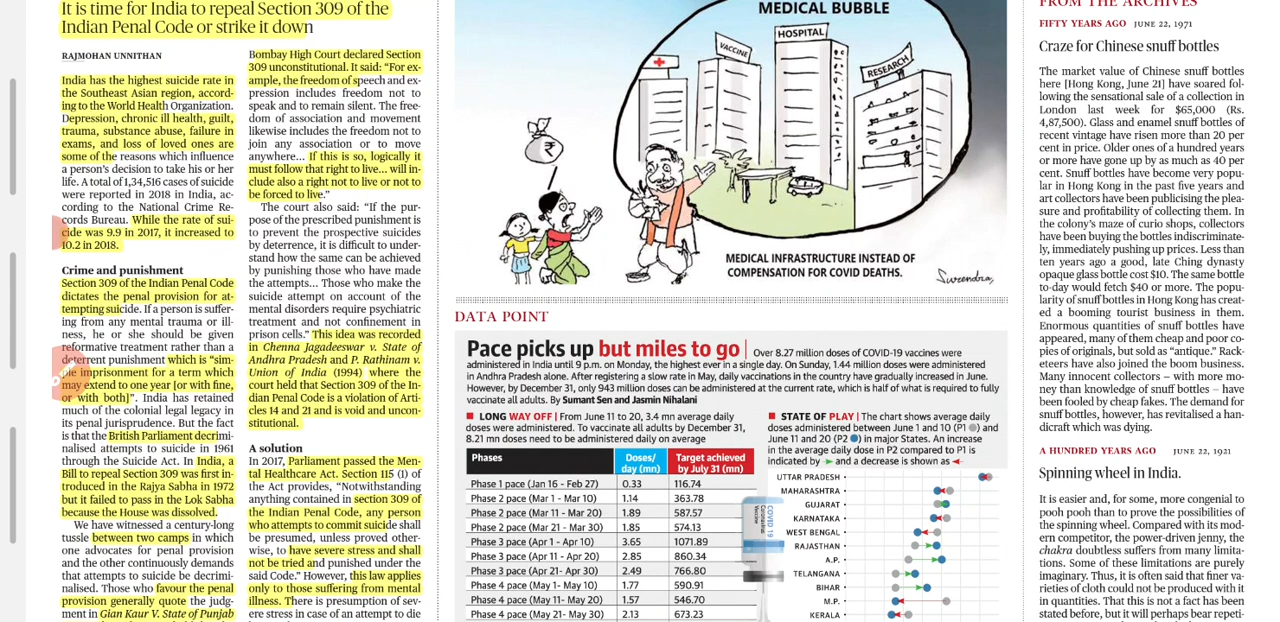 It is time for India to repeal Section 309 of the
Indian Penal Code or strike it down
RAJMOHAN UNNITHAN
India has the highest suicide rate in
the Southeast Asian region, accord-
ing to the World Health Organization.
Depression, chronic ill health, guilt,
trauma, substance abuse, failure in
exams, and loss of loved ones are
some of the reasons which influence
a person's decision to take his or her
life. A total of 1,34,516 cases of suicide
were reported in 2018 in India, ac-
cording to the National Crime Re-
cords Bureau. While the rate of sui-
cide was 9.9 in 2017, it increased to
10.2 in 2018.
Crime and punishment
Section 309 of the Indian Penal Code
dictates the penal provision for at-
tempting suicide. If a person is suffer-
ing from any mental trauma or ill-
ness, he or she should be given
reformative treatment rather than a
deterrent punishment which is "sim-
ple imprisonment for a term which
may extend to one year [or with fine,
or with both]". India has retained
much of the colonial legal legacy in
its penal jurisprudence. But the fact
is that the British Parliament decrimi-
nalised attempts to suicide in 1961
through the Suicide Act. In India, a
Bill to repeal Section 309 was first in-
troduced in the Rajya Sabha in 1972
but it failed to pass in the Lok Sabha
because the House was dissolved.
We have witnessed a century-long
tussle between two camps in which
one advocates for penal provision
and the other continuously demands
that attempts to suicide be decrimi-
nalised. Those who favour the penal
provision generally quote the judg-
ment in Gian Kaur V. State of Punjab
Bombay High Court declared Section
309 unconstitutional. It said: "For ex-
ample, the freedom of speech and ex-
pression includes freedom not to
speak and to remain silent. The free-
dom of association and movement
likewise includes the freedom not to
join any association or to move
anywhere... If this is so, logically it
must follow that right to live... will in-
clude also a right not to live or not to
be forced to live."
The court also said: "If the pur-
pose of the prescribed punishment is
to prevent the prospective suicides
by deterrence, it is difficult to under-
stand how the same can be achieved
by punishing those who have made
the attempts... Those who make the
suicide attempt on account of the
mental disorders require psychiatric
treatment and not confinement in
prison cells." This idea was recorded
in Chenna Jagadeeswar v. State of
Andhra Pradesh and P. Rathinam v.
Union of India (1994) where the
court held that Section 309 of the In-
dian Penal Code is a violation of Arti-
cles 14 and 21 and is void and uncon-
stitutional.
A solution
In 2017, Parliament passed the Men-
tal Healthcare Act. Section 115 (1) of
the Act provides, "Notwithstanding
anything contained in section 309 of
the Indian Penal Code, any person
who attempts to commit suicide shall
be presumed, unless proved other-
wise, to have severe stress and shall
not be tried and punished under the
said Code." However, this law applies
only to those suffering from mental
illness. There is presumption of sev-
ere stress in case of an attempt to die
MEDICAL BUBBLE
VACCINE
HOSPITAL
RESEARCH
₹
MEDICAL INFRASTRUCTURE INSTEAD OF
COMPENSATION FOR COVID DEATHS.
Surendra
DATA POINT
Pace picks up but miles to go
Over 8.27 million doses of COVID-19 vaccines were
administered in India until 9 p.m. on Monday, the highest ever in a single day. On Sunday, 1.44 million doses were administered
in Andhra Pradesh alone. After registering a slow rate in May, daily vaccinations in the country have gradually increased in June.
However, by December 31, only 943 million doses can be administered at the current rate, which is half of what is required to fully
vaccinate all adults. By Sumant Sen and Jasmin Nihalani
LONG WAY OFF | From June 11 to 20, 3.4 mn average daily
doses were administered. To vaccinate all adults by December 31,
8.21 mn doses need to be administered daily on average
Phases Doses/ day (mn) Target achieved by July 31 (mn)
Phase 1 pace (Jan 16 - Feb 27) 0.33 116.74
Phase 2 pace (Mar 1 - Mar 10) 1.14 363.78
Phase 2 pace (Mar 11 - Mar 20) 1.89 587.57
Phase 2 pace (Mar 21 - Mar 30) 1.85 574.13
Phase 3 pace (Apr 1 - Apr 10) 3.65 1071.89
Phase 3 pace (Apr 11 - Apr 20) 2.85 860.34
Phase 3 pace (Apr 21- Apr 30) 2.49 766.80
Phase 4 pace (May 1- May 10) 1.77 590.91
Phase 4 pace (May 11- May 20) 1.57 546.70
Phase 4 pace (May 21- May 30) 2.13 673.23
COVID 19
Coronavirus
Vaccine
STATE OF PLAY | The chart shows average daily
doses administered between June 1 and 10 (P1) and
June 11 and 20 (P2) in major States. An increase
in the average daily dose in P2 compared to P1 is
indicated by and a decrease is shown as
UTTAR PRADESH
MAHARASHTRA
GUJARAT
KARNATAKA
WEST BENGAL
RAJASTHAN
A.P.
TELANGANA
BIHAR
M.P.
KERALA
FROM THE ARCHIVES
FIFTY YEARS AGO JUNE 22, 1971
Craze for Chinese snuff bottles
The market value of Chinese snuff bottles
here [Hong Kong, June 21] have soared fol-
lowing the sensational sale of a collection in
London last week for $65,000 (Rs.
4,87,500). Glass and enamel snuff bottles of
recent vintage have risen more than 20 per
cent in price. Older ones of a hundred years
or more have gone up by as much as 40 per
cent. Snuff bottles have become very popu-
lar in [Hong Kong in the past five years and
art collectors have been publicising the plea-
sure and profitability of collecting them. In
the colony's maze of curio shops, collectors
have been buying the bottles indiscriminate-
ly, immediately pushing up prices. Less than
ten years ago a good, late Ching dynasty
opaque glass bottle cost $10. The same bottle
to-day would fetch $40 or more. The popu-
larity of snuff bottles in Hong Kong has creat-
ed a booming tourist business in them.
Enormous quantities of snuff bottles have
appeared, many of them cheap and poor co-
pies of originals, but sold as "antique." Rack-
eteers have also joined the boom business.
Many innocent collectors – with more mo-
ney than knowledge of snuff bottles – have
been fooled by cheap fakes. The demand for
snuff bottles, however, has revitalised a han-
dicraft which was dying.
A HUNDRED YEARS AGO JUNE 22, 1921
Spinning wheel in India.
It is easier and, for some, more congenial to
pooh pooh than to prove the possibilities of
the spinning wheel. Compared with its mod-
ern competitor, the power-driven jenny, the
chakra doubtless suffers from many limita-
tions. Some of these limitations are purely
imaginary. Thus, it is often said that finer va-
rieties of cloth could not be produced with it
in quantities. That this is not a fact has been
stated before, but it will perhaps bear repeti-